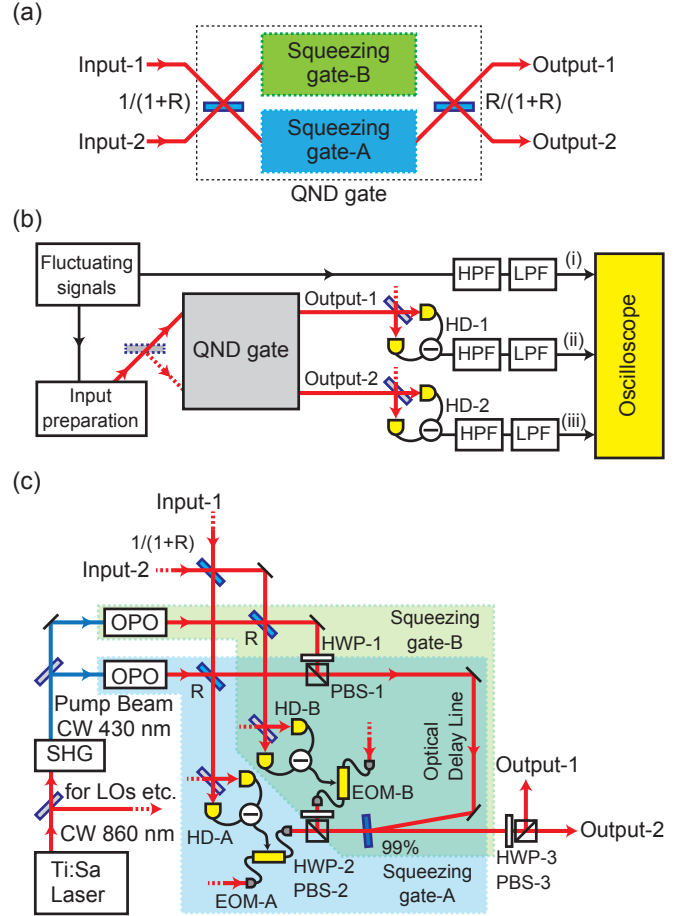 (a)
Input-1
Squeezing
gate-B
Output-1
1/(1+R)
R/(1+R)
Input-2
Squeezing
gate-A
Output-2
QND gate
(b)
Fluctuating
signals
HPF
LPF
(i)
Output-1
QND gate
HD-1
HPF
LPF
(ii)
Input
preparation
Output-2
HD-2
HPF
LPF
(iii)
Oscilloscope
(c)
Input-1
1/(1+R)
Input-2
OPO
R
Squeezing
gate-B
HWP-1
OPO
R
PBS-1
Pump Beam
CW 430 nm
HD-B
Optical
Delay Line
SHG
for LOs etc.
EOM-B
Output-1
CW 860 nm
HD-A
Output-2
99%
Ti:Sa
Laser
EOM-A
HWP-2
PBS-2
Squeezing
gate-A
HWP-3
PBS-3